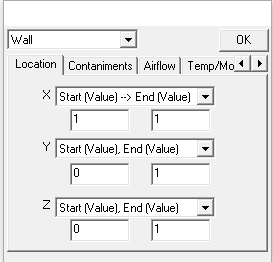 Wall OK
Location Contaniments Airflow Temp/Mo
X Start (Value) --> End (Value)
1 1
Y Start (Value), End (Value)
0 1
Z Start (Value), End (Value)
0 1